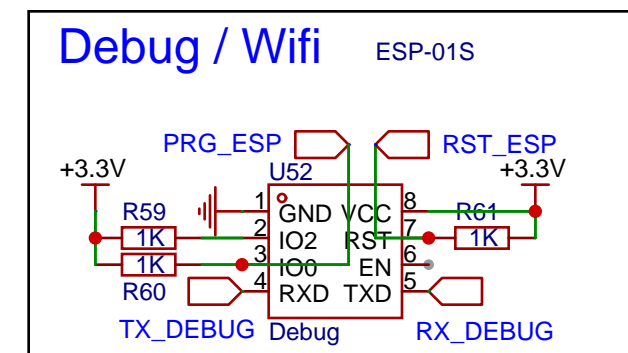 Debug / Wifi ESP-01S
PRG_ESP RST_ESP
+3.3V U52 +3.3V
R59 1 GND VCC 8 R61
1K 2 IO2 RST 7 1K
1K 3 IO0 EN 6
R60 4 RXD TXD 5
TX_DEBUG Debug RX_DEBUG